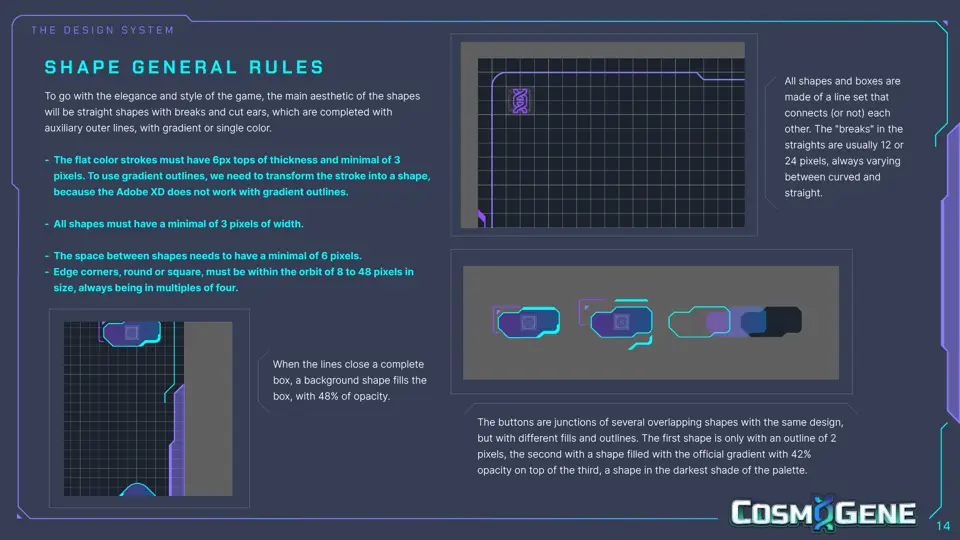 THE DESIGN SYSTEM
SHAPE GENERAL RULES
To go with the elegance and style of the game, the main aesthetic of the shapes
will be straight shapes with breaks and cut ears, which are completed with
auxiliary outer lines, with gradient or single color.
- The flat color strokes must have 6px tops of thickness and minimal of 3
pixels. To use gradient outlines, we need to transform the stroke into a shape,
because the Adobe XD does not work with gradient outlines.
- All shapes must have a minimal of 3 pixels of width.
- The space between shapes needs to have a minimal of 6 pixels.
- Edge corners, round or square, must be within the orbit of 8 to 48 pixels in
size, always being in multiples of four.
When the lines close a complete
box, a background shape fills the
box, with 48% of opacity.
All shapes and boxes are
made of a line set that
connects (or not) each
other. The "breaks" in the
straights are usually 12 or
24 pixels, always varying
between curved and
straight.
The buttons are junctions of several overlapping shapes with the same design,
but with different fills and outlines. The first shape is only with an outline of 2
pixels, the second with a shape filled with the official gradient with 42%
opacity on top of the third, a shape in the darkest shade of the palette.
COSMOGENE
14